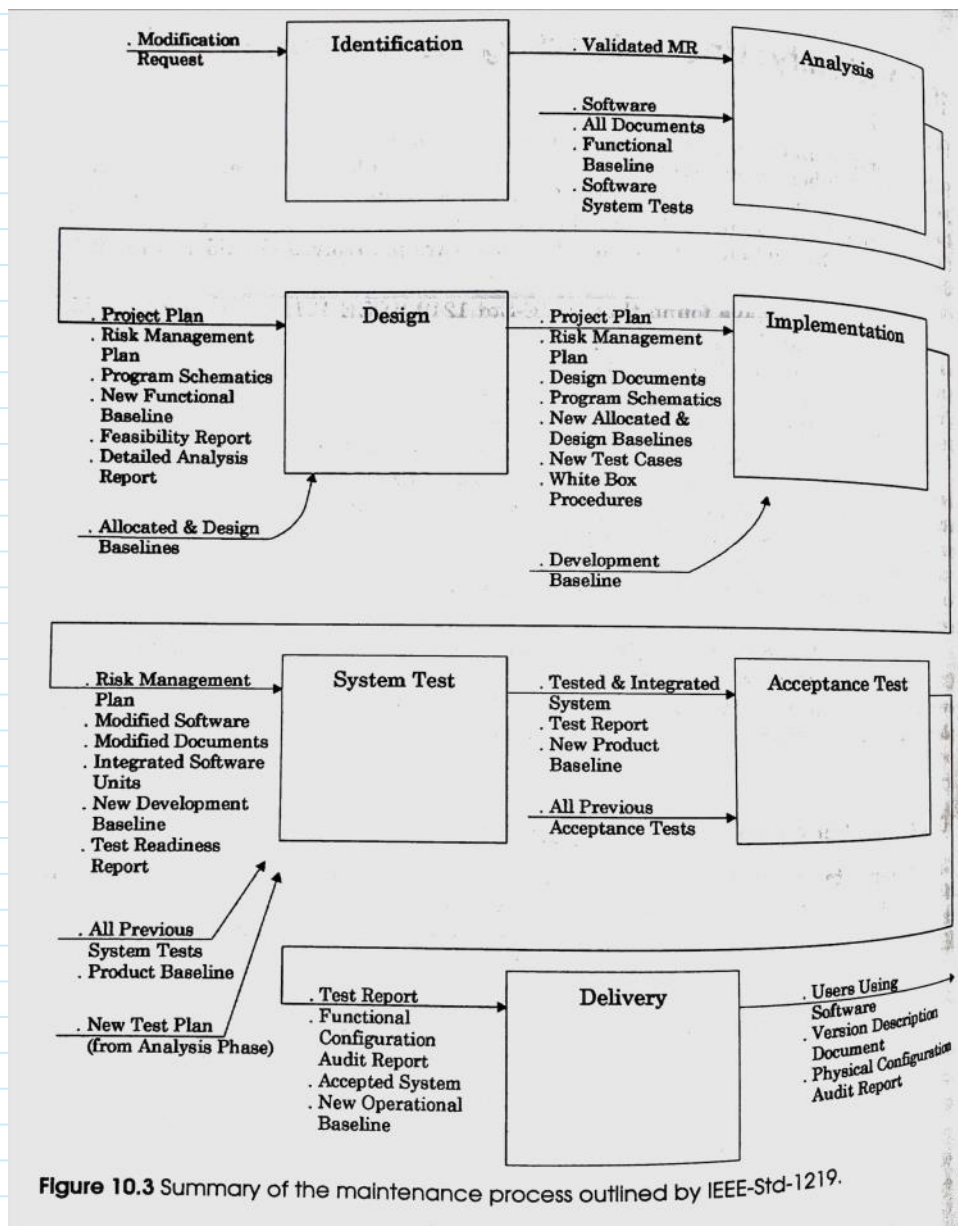 . Modification
Request
Identification
. Validated MR
Analysis
. Software
. All Documents
. Functional
Baseline
. Software
System Tests
. Project Plan
. Risk Management
Plan
. Program Schematics
. New Functional
Baseline
. Feasibility Report
. Detailed Analysis
Report
. Allocated & Design
Baselines
Design
. Project Plan
. Risk Management
Plan
. Design Documents
. Program Schematics
. New Allocated &
Design Baselines
. New Test Cases
. White Box
Procedures
. Development
Baseline
Implementation
. Risk Management
Plan
. Modified Software
. Modified Documents
. Integrated Software
Units
. New Development
Baseline
. Test Readiness
Report
. All Previous
System Tests
. Product Baseline
. New Test Plan
(from Analysis Phase)
System Test
. Tested & Integrated
System
. Test Report
. New Product
Baseline
. All Previous
Acceptance Tests
Acceptance Test
. Test Report
. Functional
Configuration
Audit Report
. Accepted System
. New Operational
Baseline
Delivery
. Users Using
Software
. Version Description
Document
. Physical Configuration
Audit Report
Figure 10.3 Summary of the maintenance process outlined by IEEE-Std-1219.